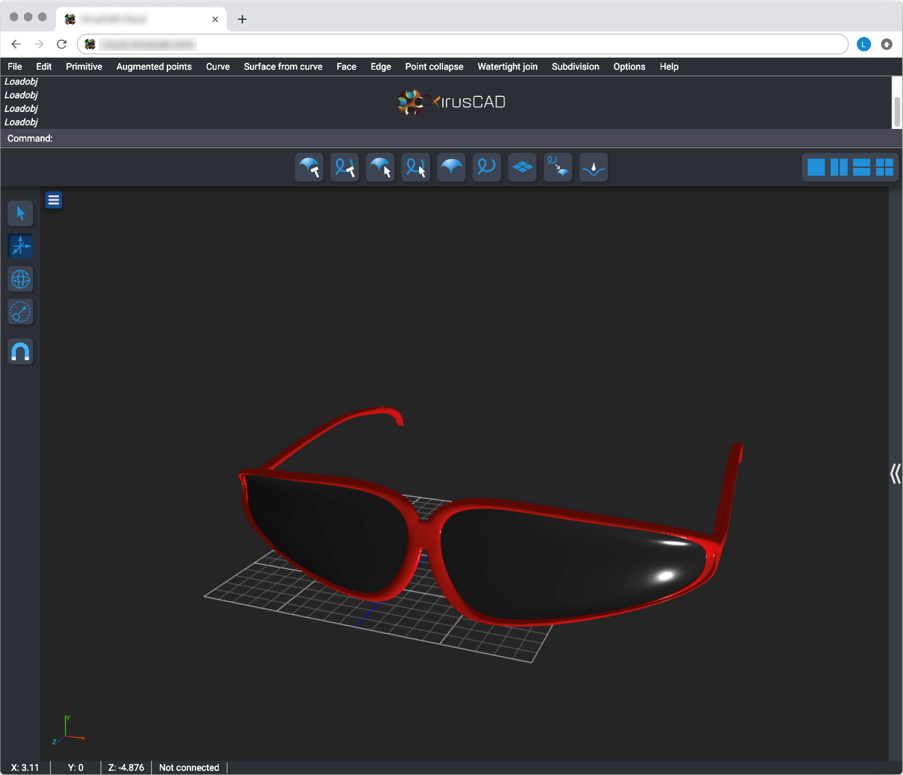 L
File Edit Primitive Augmented points Curve Surface from curve Face Edge Point collapse Watertight join Subdivision Options Help
Loadobj
Loadobj
Loadobj
Loadobj
XirusCAD
Command:
Y
Z
X: 3.11 Y: 0 Z: -4.876 Not connected